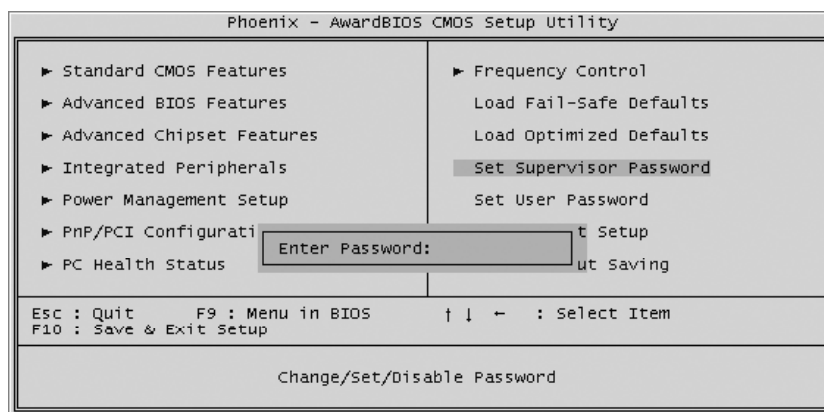 Phoenix - AwardBIOS CMOS Setup Utility
► Standard CMOS Features
► Advanced BIOS Features
► Advanced Chipset Features
► Integrated Peripherals
► Power Management Setup
► PnP/PCI Configurati
► PC Health Status
► Frequency Control
Load Fail-Safe Defaults
Load Optimized Defaults
Set Supervisor Password
Set User Password
t Setup
ut Saving
Enter Password:
Esc : Quit F9 : Menu in BIOS ↑ ↓ ← : Select Item
F10 : Save & Exit Setup
Change/Set/Disable Password